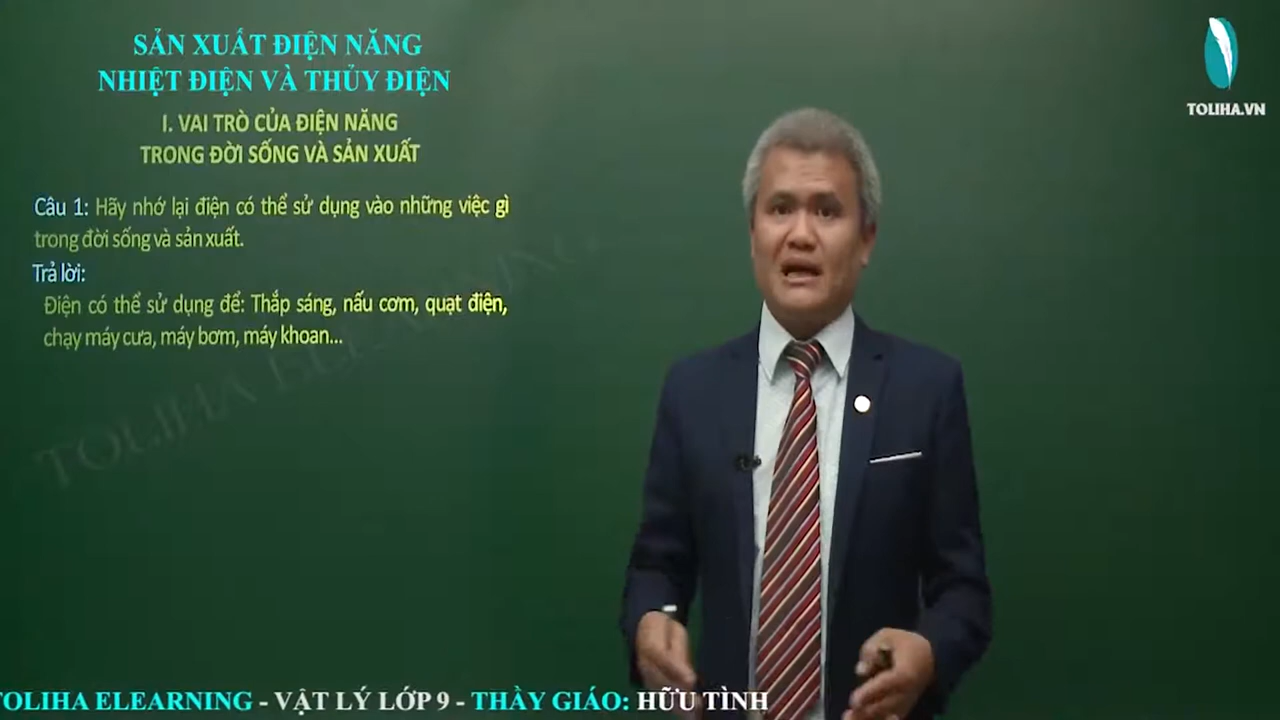 SẢN XUẤT ĐIỆN NĂNG
NHIỆT ĐIỆN VÀ THỦY ĐIỆN
I. VAI TRÒ CỦA ĐIỆN NĂNG
TRONG ĐỜI SỐNG VÀ SẢN XUẤT
Câu 1: Hãy nhớ lại điện có thể sử dụng vào những việc gì
trong đời sống và sản xuất.
Trả lời:
Điện có thể sử dụng để: Thắp sáng, nấu cơm, quạt điện,
chạy máy cưa, máy bơm, máy khoan...
TOLIHA.VN
TOLIHA ELEARNING
TOLIHA ELEARNING - VẬT LÝ LỚP 9 - THẦY GIÁO: HỮU TÌNH